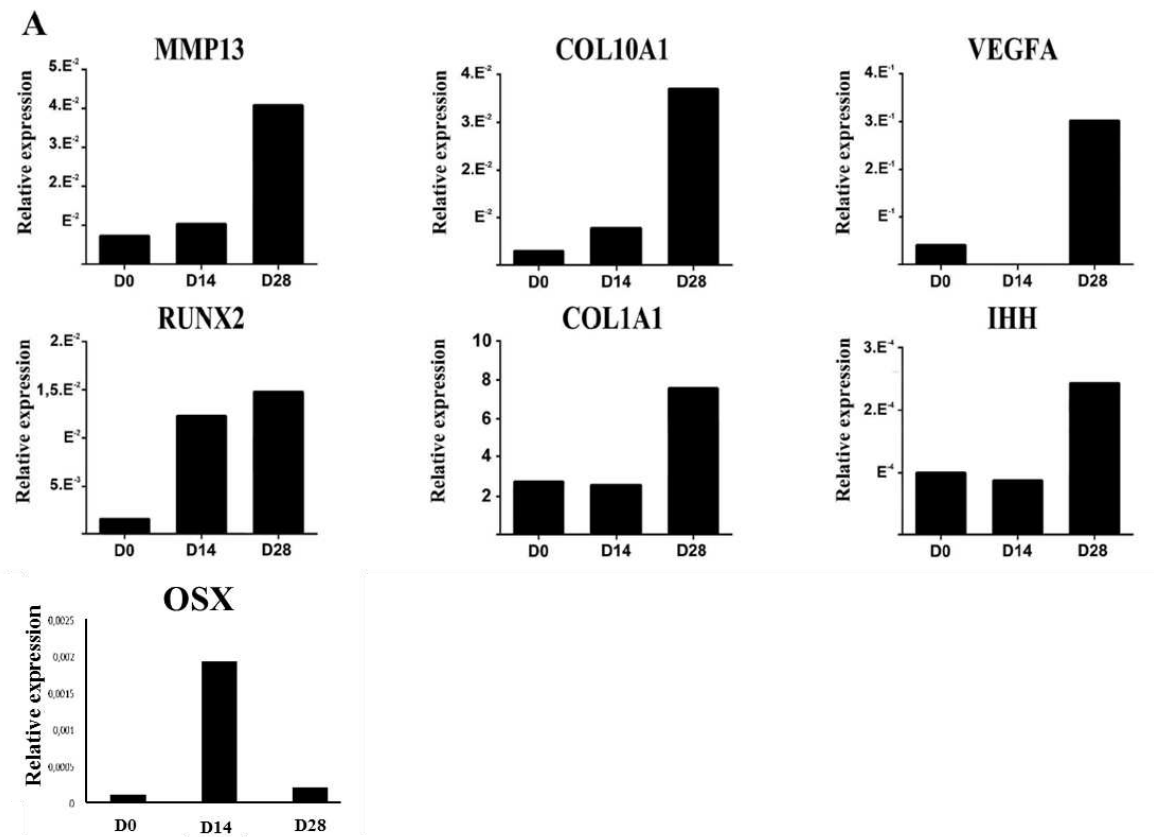 A
MMP13
Relative expression
5.E-2
4.E-2
3.E-2
2.E-2
E-2
D0 D14 D28
COL10A1
Relative expression
4.E-2
3.E-2
2.E-2
E-2
D0 D14 D28
VEGFA
Relative expression
4.E-1
3.E-1
2.E-1
E-1
D0 D14 D28
RUNX2
Relative expression
2.E-2
1,5.E-2
E-2
5.E-3
D0 D14 D28
COL1A1
Relative expression
10
8
6
4
2
D0 D14 D28
IHH
Relative expression
3.E-4
2.E-4
E-4
D0 D14 D28
OSX
Relative expression
0,0025
0,002
0,0015
0,001
0,0005
0
D0 D14 D28